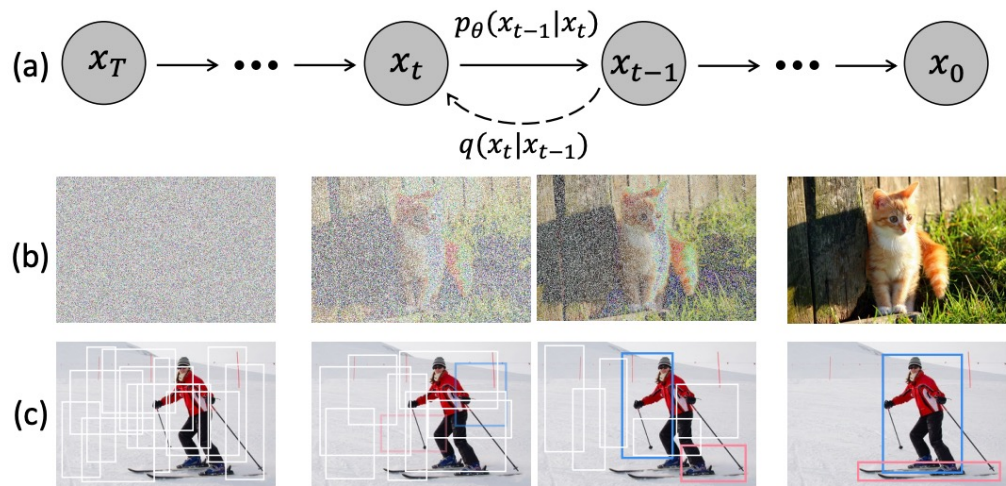 p_θ(x_{t−1}|x_t)
(a) x_T ••• x_t x_{t−1} ••• x_0
q(x_t|x_{t−1})
(b)
(c)